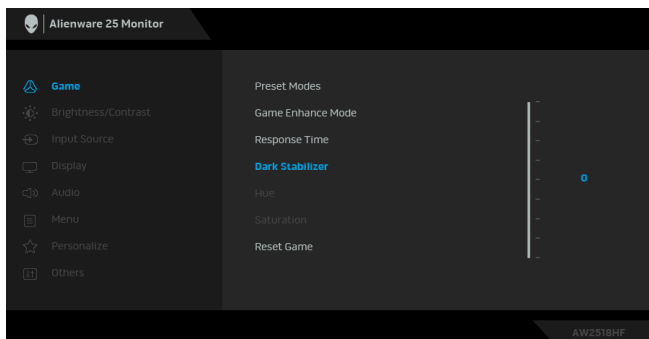 Alienware 25 Monitor
Game
Brightness/Contrast
Input Source
Display
Audio
Menu
Personalize
Others
Preset Modes
Game Enhance Mode
Response Time
Dark Stabilizer
Hue
Saturation
Reset Game
0
AW2518HF